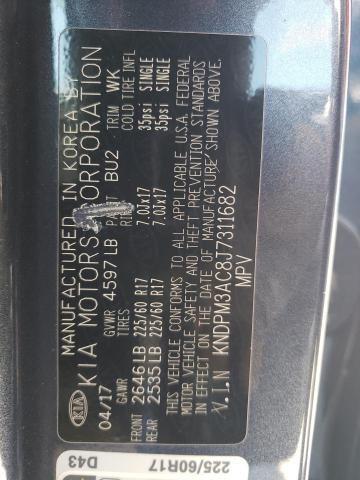 MANUFACTURED IN KOREA BY
KIA MOTORS CORPORATION
KIA
04/17 GVWR 4597LB PAINT BU2 TRIM WK
GAWR TIRES COLD TIRE INFL
FRONT 2646LB 225/60 R17 7.0JX17 35psi SINGLE
REAR 2535LB 225/60 R17 7.0JX17 35psi SINGLE
THIS VEHICLE CONFORMS TO ALL APPLICABLE U.S.A. FEDERAL
MOTOR VEHICLE SAFETY AND THEFT PREVENTION STANDARDS
IN EFFECT ON THE DATE OF MANUFACTURE SHOWN ABOVE.
V.I.N KNDPM3AC8J7311682
MPV
D43
225/60R17